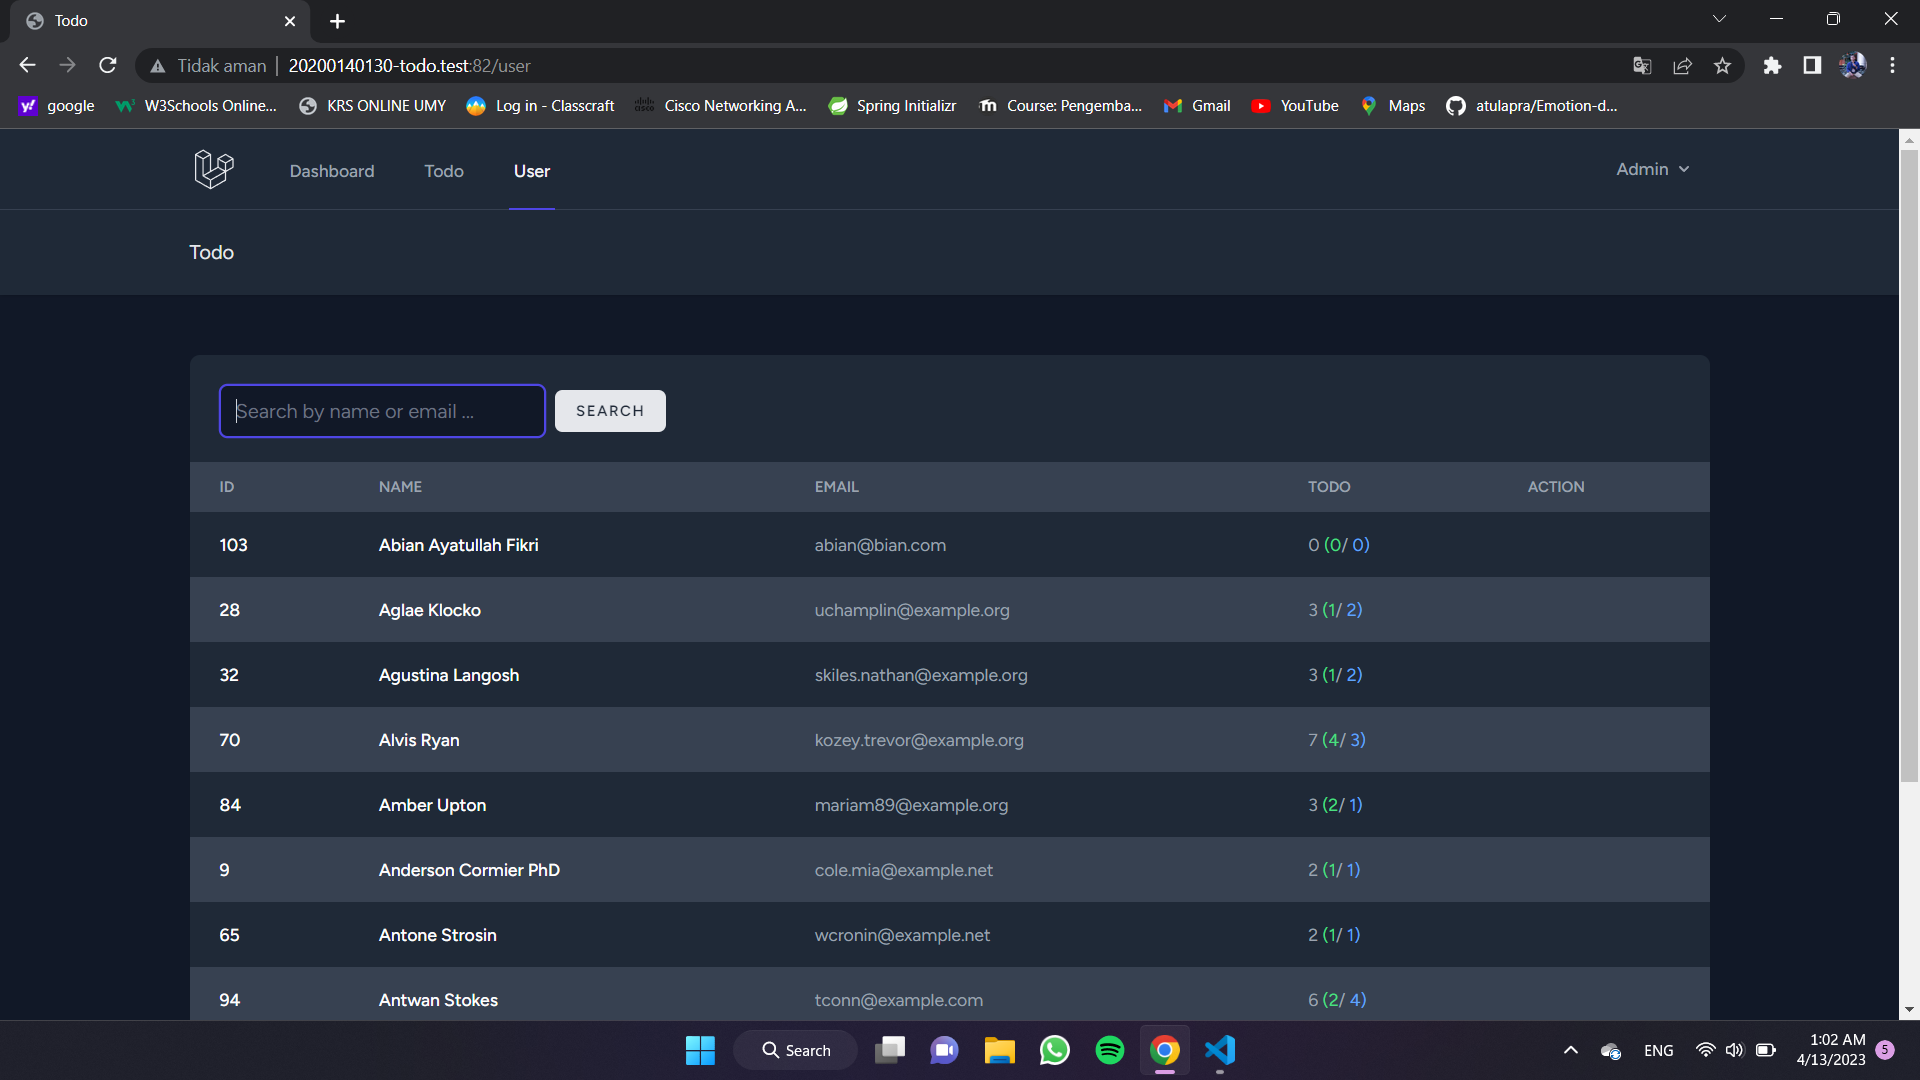 Todo
Tidak aman 20200140130-todo.test:82/user
google W3Schools Online... KRS ONLINE UMY Log in - Classcraft Cisco Networking A... Spring Initializr Course: Pengemba... Gmail YouTube Maps atulapra/Emotion-d...
Dashboard Todo User Admin
Todo
Search by name or email ... SEARCH
ID NAME EMAIL TODO ACTION
103 Abian Ayatullah Fikri abian@bian.com 0 (0/ 0)
28 Aglae Klocko uchamplin@example.org 3 (1/ 2)
32 Agustina Langosh skiles.nathan@example.org 3 (1/ 2)
70 Alvis Ryan kozey.trevor@example.org 7 (4/ 3)
84 Amber Upton mariam89@example.org 3 (2/ 1)
9 Anderson Cormier PhD cole.mia@example.net 2 (1/ 1)
65 Antone Strosin wcronin@example.net 2 (1/ 1)
94 Antwan Stokes tconn@example.com 6 (2/ 4)
Search ENG 1:02 AM 5
4/13/2023